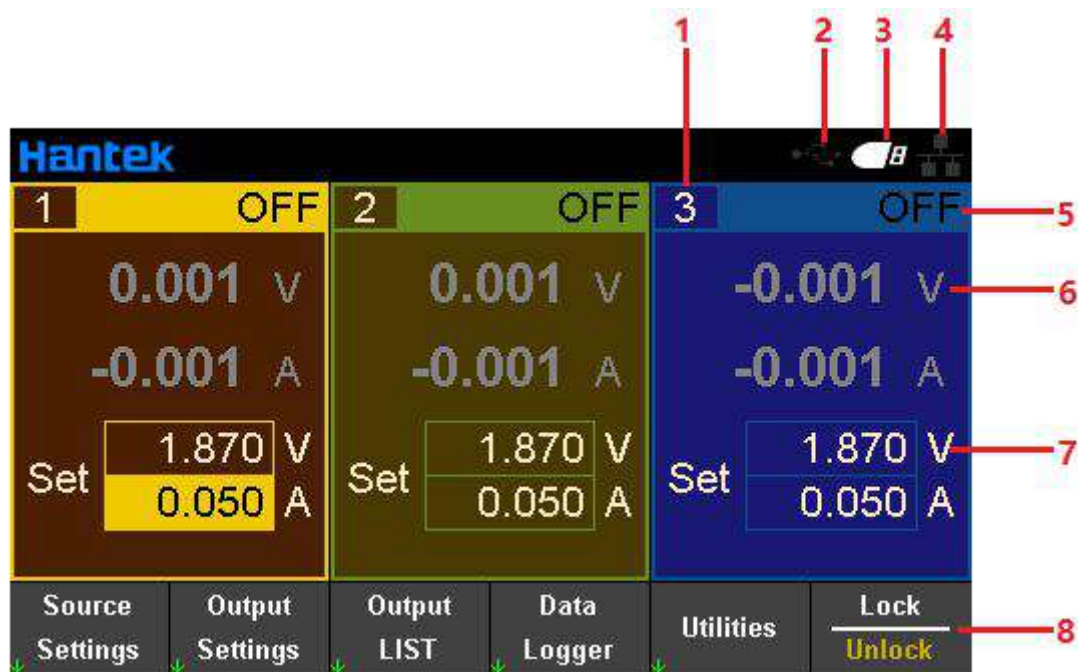 1 2 3 4
Hantek 8
1 OFF 2 OFF 3 OFF 5
0.001 V 0.001 V -0.001 V 6
-0.001 A -0.001 A -0.001 A
Set 1.870 V Set 1.870 V Set 1.870 V 7
0.050 A 0.050 A 0.050 A
Source Settings Output Settings Output LIST Data Logger Utilities Lock Unlock 8